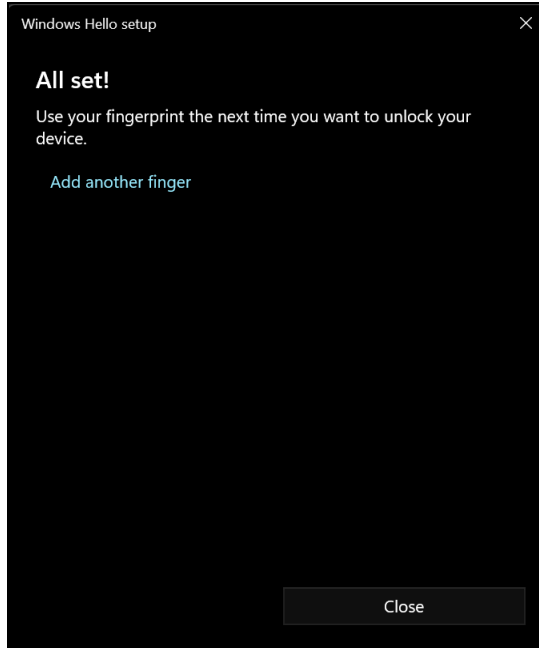 Windows Hello setup
All set!
Use your fingerprint the next time you want to unlock your
device.
Add another finger
Close